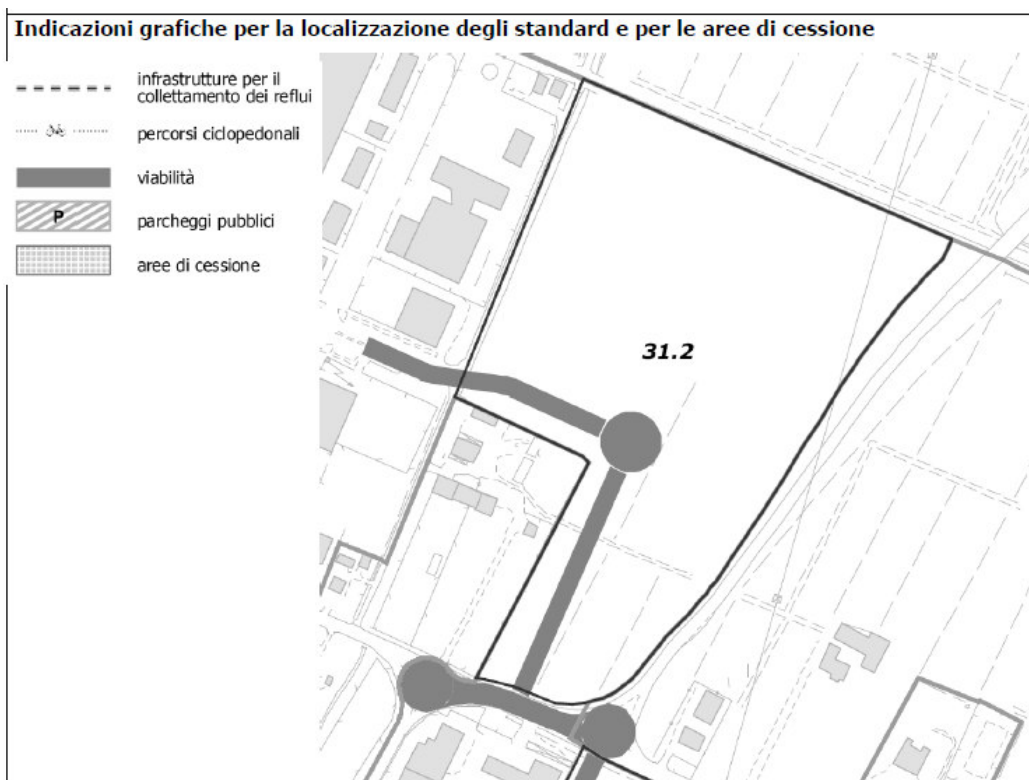 Indicazioni grafiche per la localizzazione degli standard e per le aree di cessione
infrastrutture per il
collettamento dei reflui
percorsi ciclopedonali
viabilità
P
parcheggi pubblici
aree di cessione
31.2